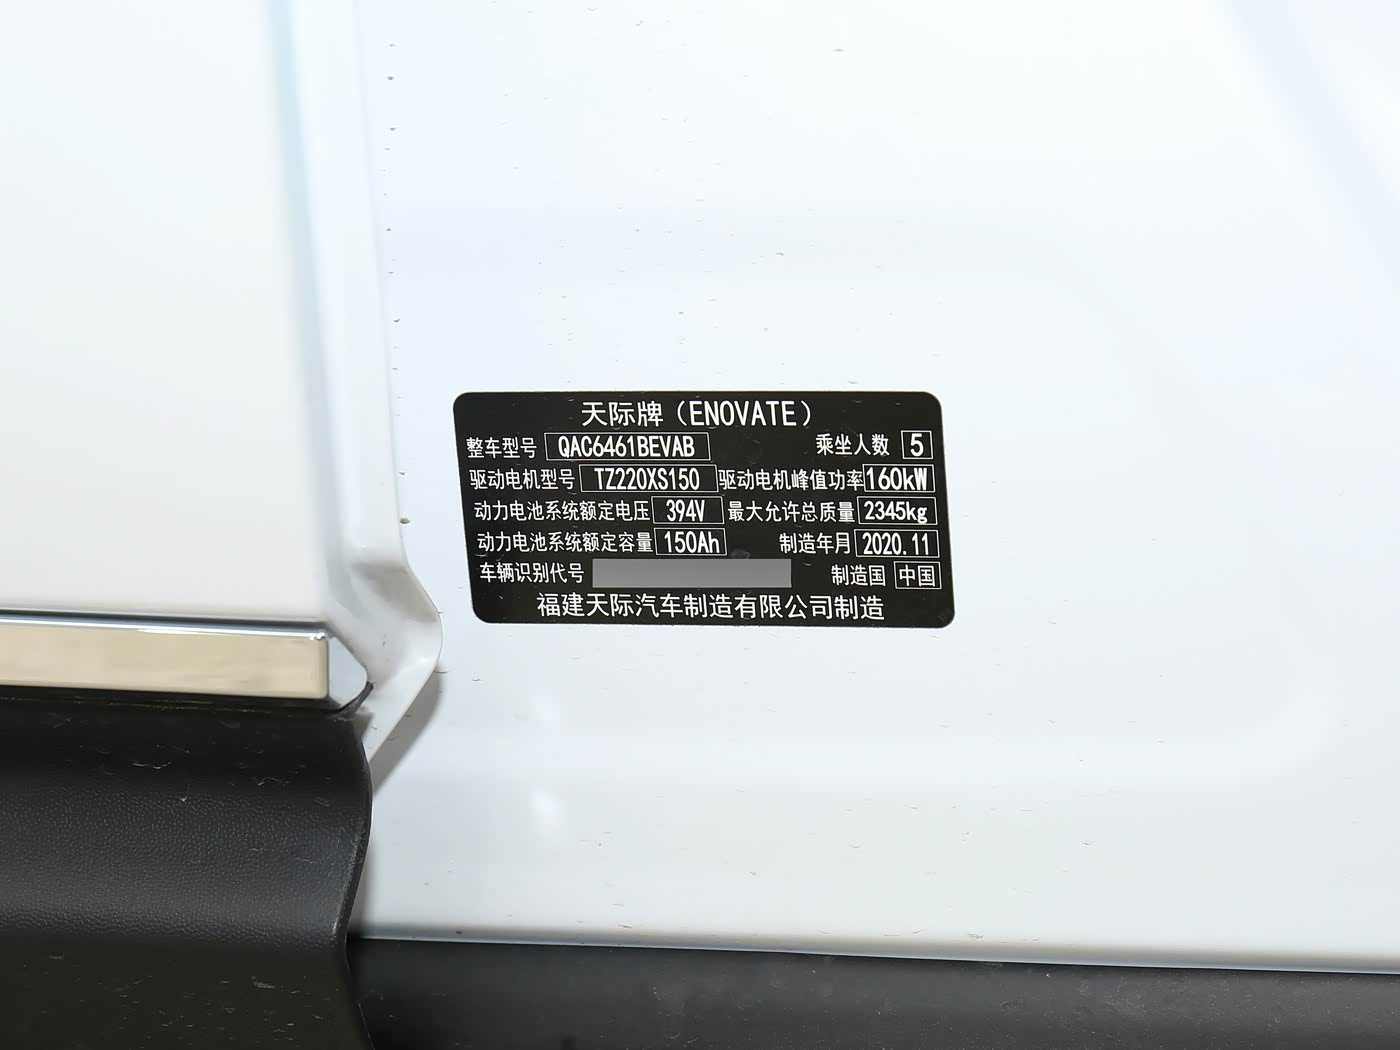 天际牌（ENOVATE）
整车型号 QAC6461BEVAB 乘坐人数 5
驱动电机型号 TZ220XS150 驱动电机峰值功率 160kW
动力电池系统额定电压 394V 最大允许总质量 2345kg
动力电池系统额定容量 150Ah 制造年月 2020.11
车辆识别代号 制造国 中国
福建天际汽车制造有限公司制造